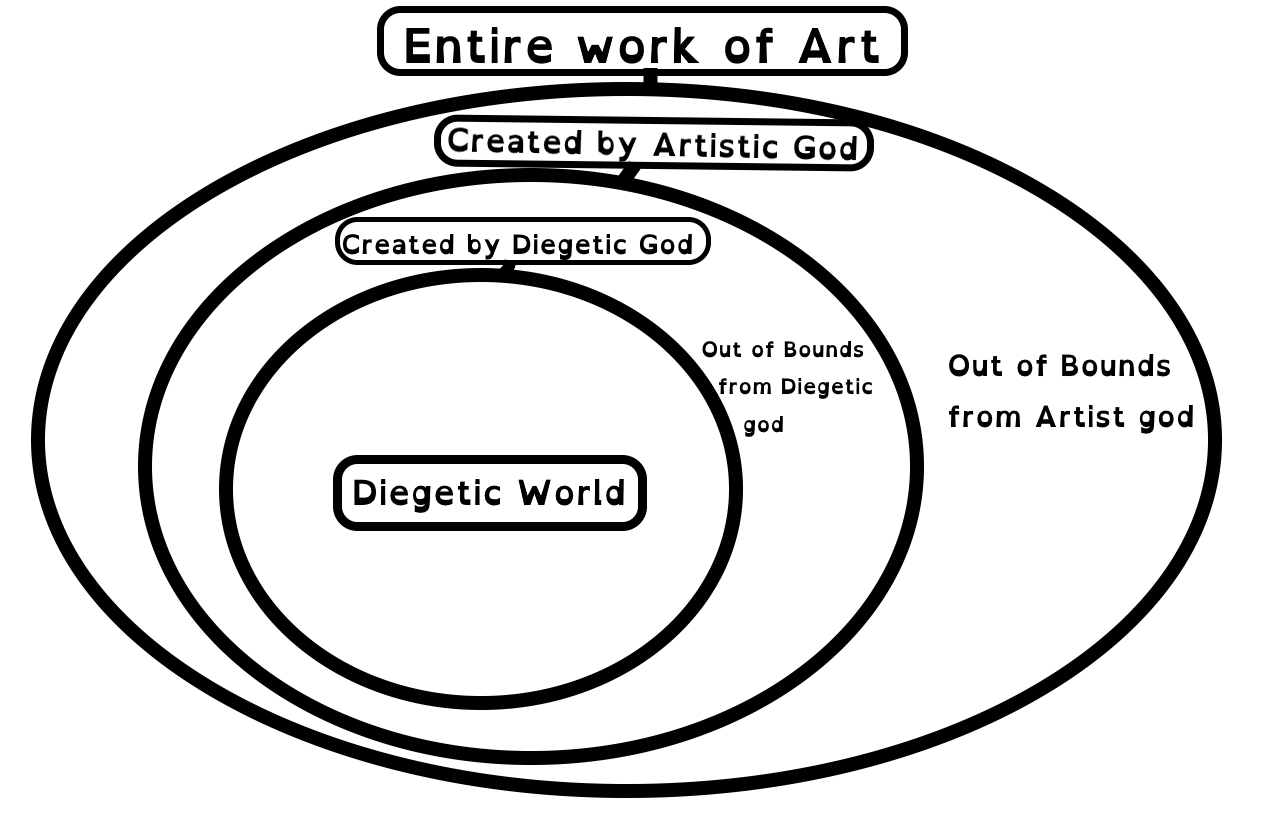 Entire work of Art
Created by Artistic God
Created by Diegetic God
Out of Bounds
from Diegetic
god
Out of Bounds
from Artist god
Diegetic World